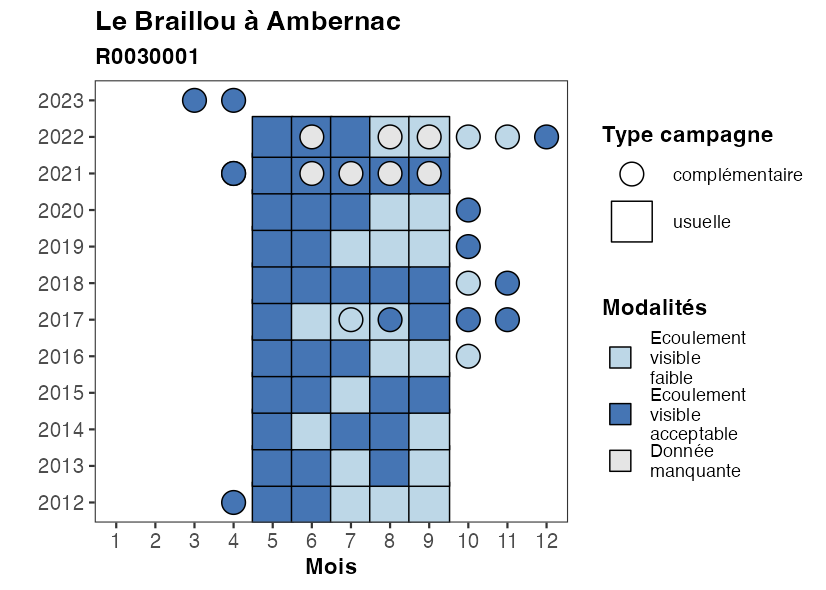 Le Braillou à Ambernac
R0030001
2023
2022
2021
2020
2019
2018
2017
2016
2015
2014
2013
2012
1 2 3 4 5 6 7 8 9 10 11 12
Mois
Type campagne
complémentaire
usuelle
Modalités
Ecoulement
visible
faible
Ecoulement
visible
acceptable
Donnée
manquante